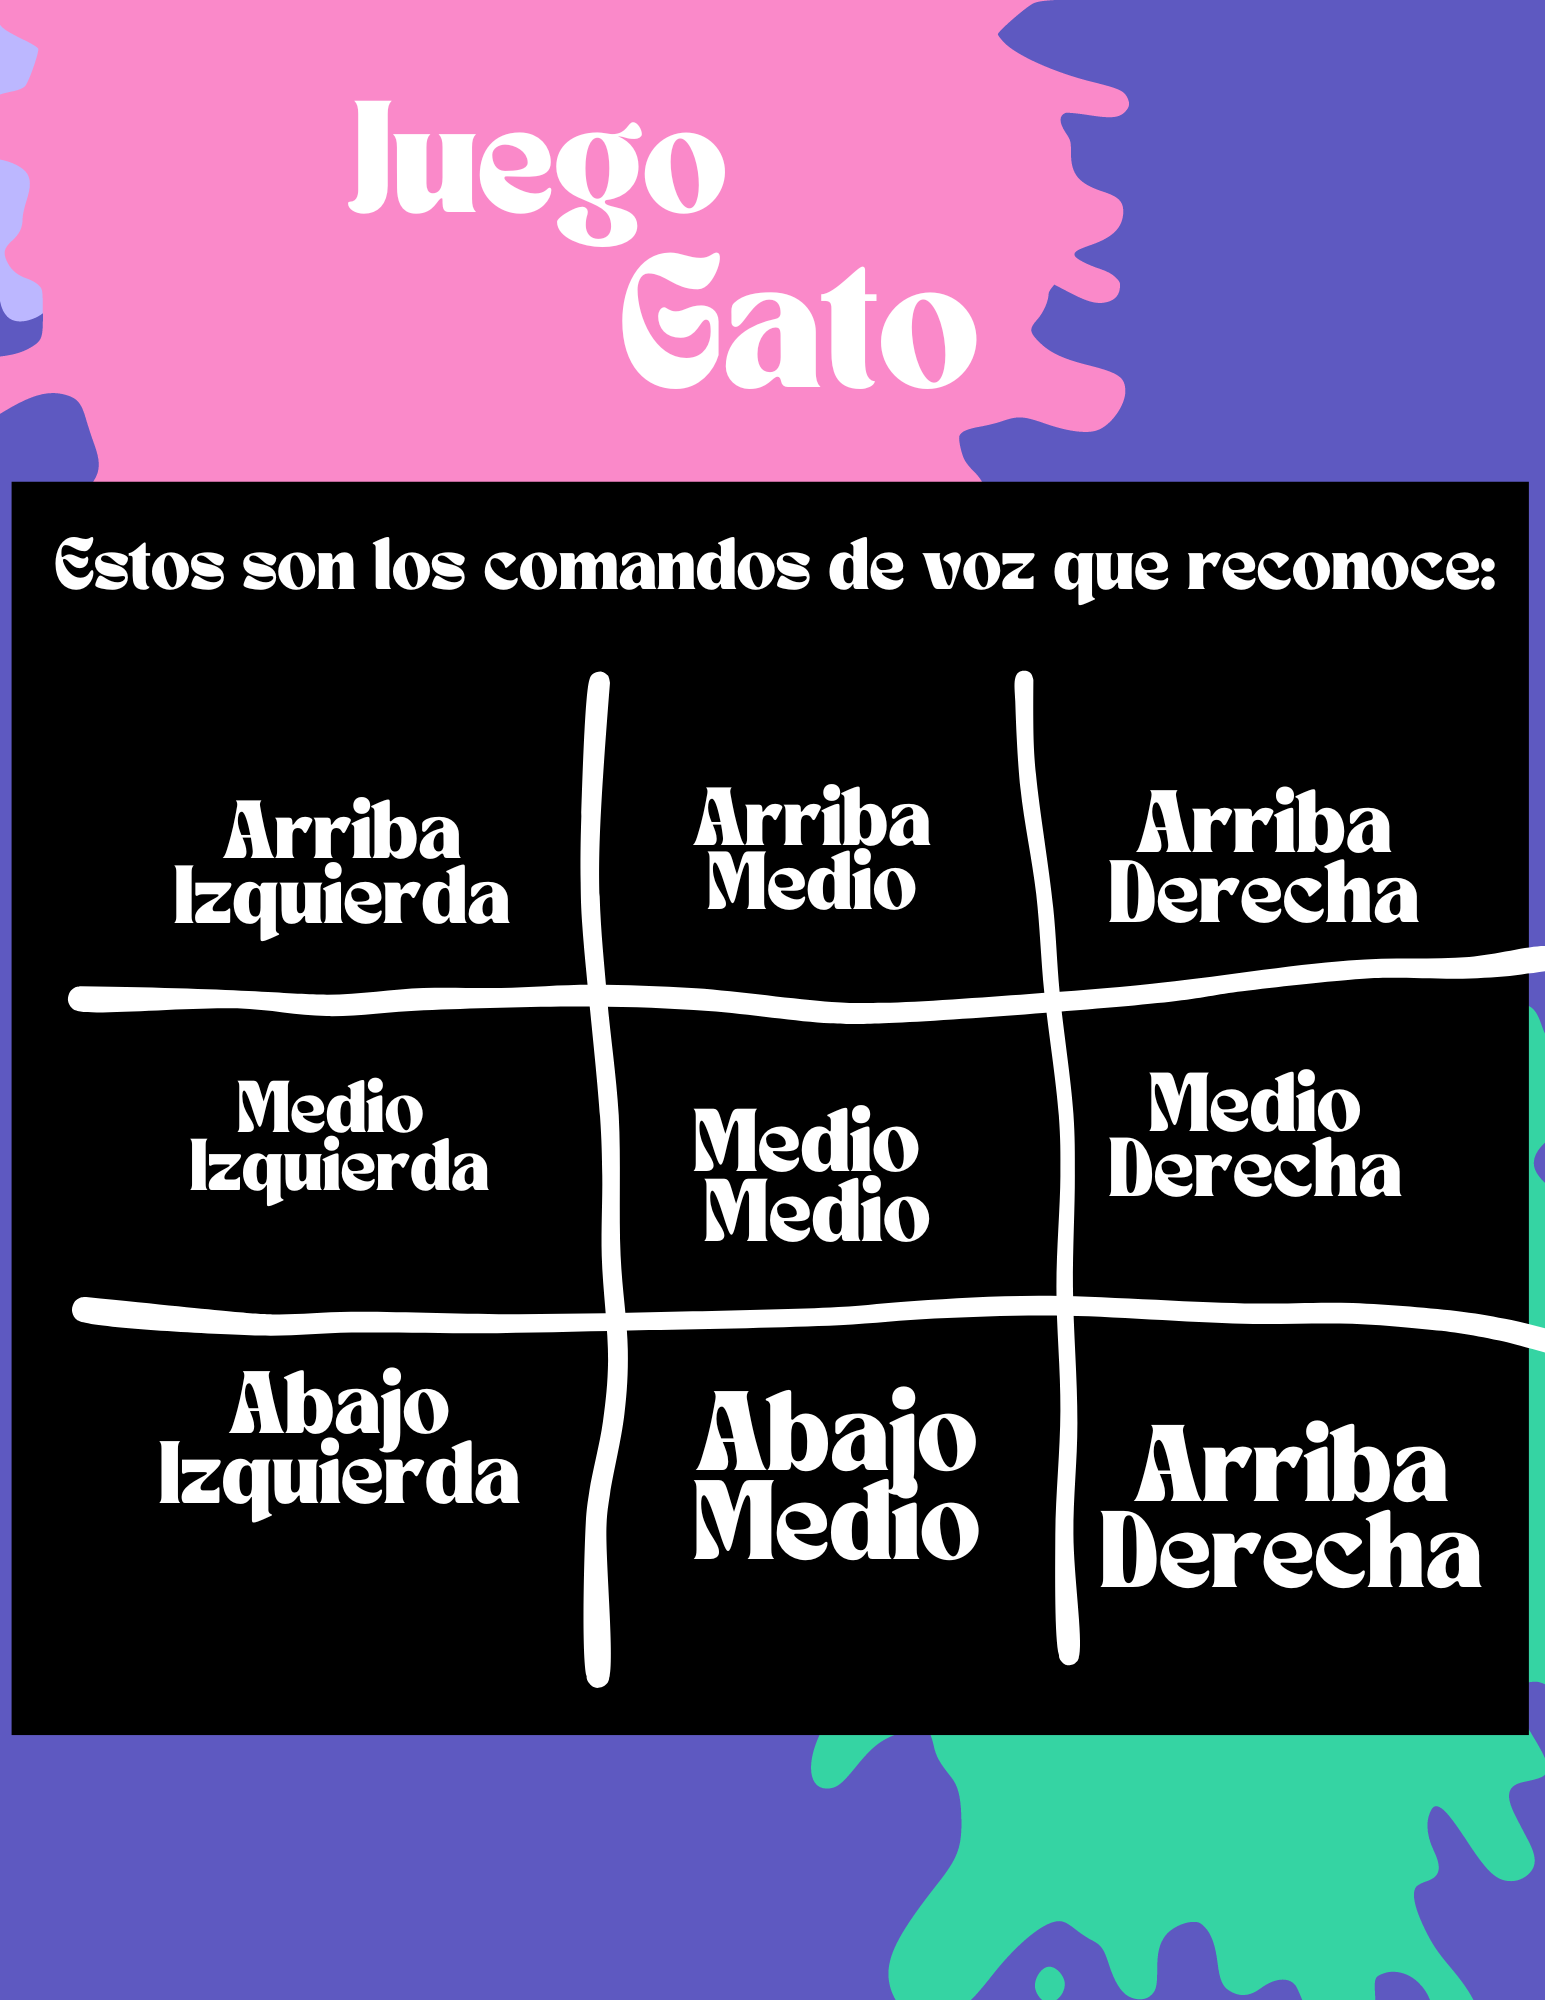 Juego
Gato
Estos son los comandos de voz que reconoce:
Arriba
Izquierda
Arriba
Medio
Arriba
Derecha
Medio
Izquierda
Medio
Medio
Medio
Derecha
Abajo
Izquierda
Abajo
Medio
Arriba
Derecha